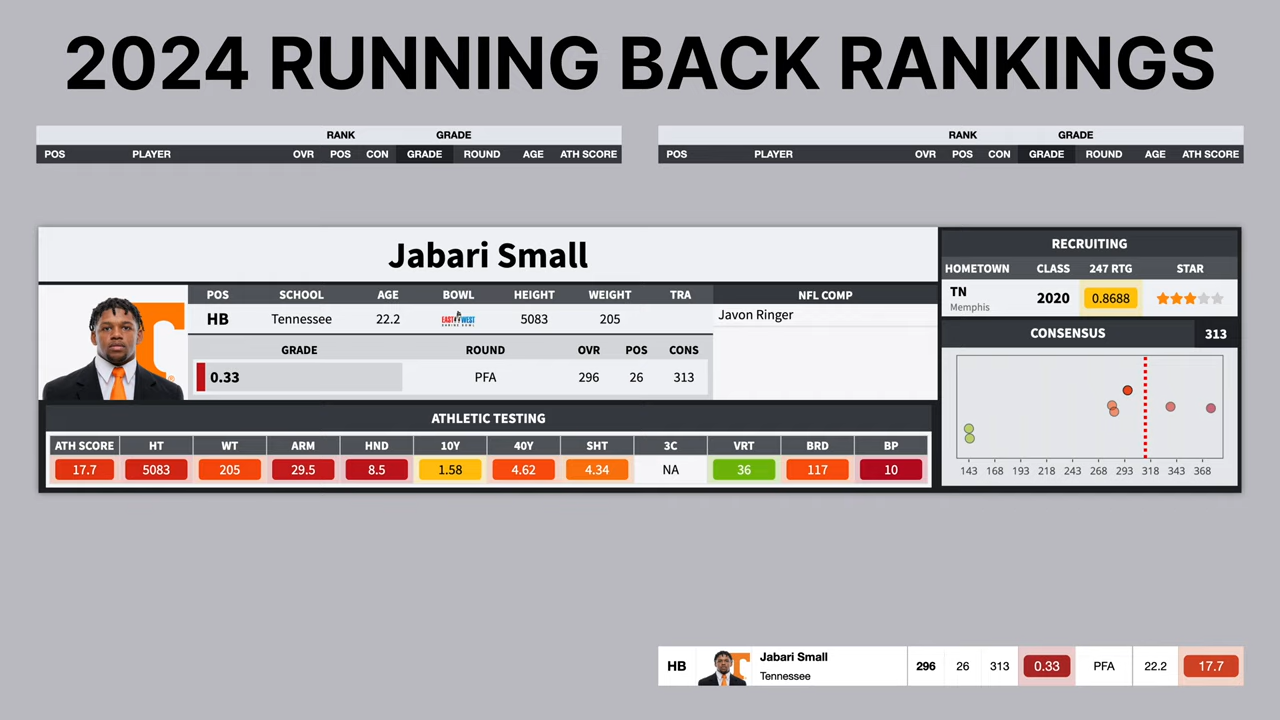 2024 RUNNING BACK RANKINGS
RANK GRADE
POS PLAYER OVR POS CON GRADE ROUND AGE ATH SCORE
RANK GRADE
POS PLAYER OVR POS CON GRADE ROUND AGE ATH SCORE
Jabari Small
POS SCHOOL AGE BOWL HEIGHT WEIGHT TRA NFL COMP
HB Tennessee 22.2 EAST WEST SHRINE BOWL 5083 205 Javon Ringer
GRADE ROUND OVR POS CONS
0.33 PFA 296 26 313
ATHLETIC TESTING
ATH SCORE HT WT ARM HND 10Y 40Y SHT 3C VRT BRD BP
17.7 5083 205 29.5 8.5 1.58 4.62 4.34 NA 36 117 10
RECRUITING
HOMETOWN CLASS 247 RTG STAR
TN
Memphis 2020 0.8688
CONSENSUS 313
143 168 193 218 243 268 293 318 343 368
HB Jabari Small 296 26 313 0.33 PFA 22.2 17.7
Tennessee